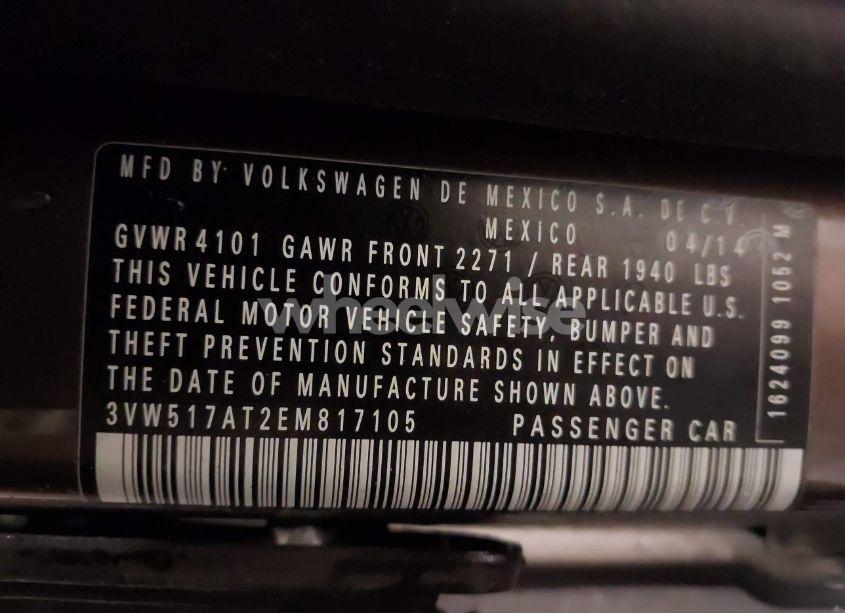 MFD BY VOLKSWAGEN DE MEXICO S.A. DE C.V.
MEXICO 04/14
GVWR 4101 GAWR FRONT 2271 / REAR 1940 LBS
THIS VEHICLE CONFORMS TO ALL APPLICABLE U.S.
FEDERAL MOTOR VEHICLE SAFETY, BUMPER AND
THEFT PREVENTION STANDARDS IN EFFECT ON
THE DATE OF MANUFACTURE SHOWN ABOVE.
3VW517AT2EM817105 PASSENGER CAR
1624099 1052 M
wheelwise